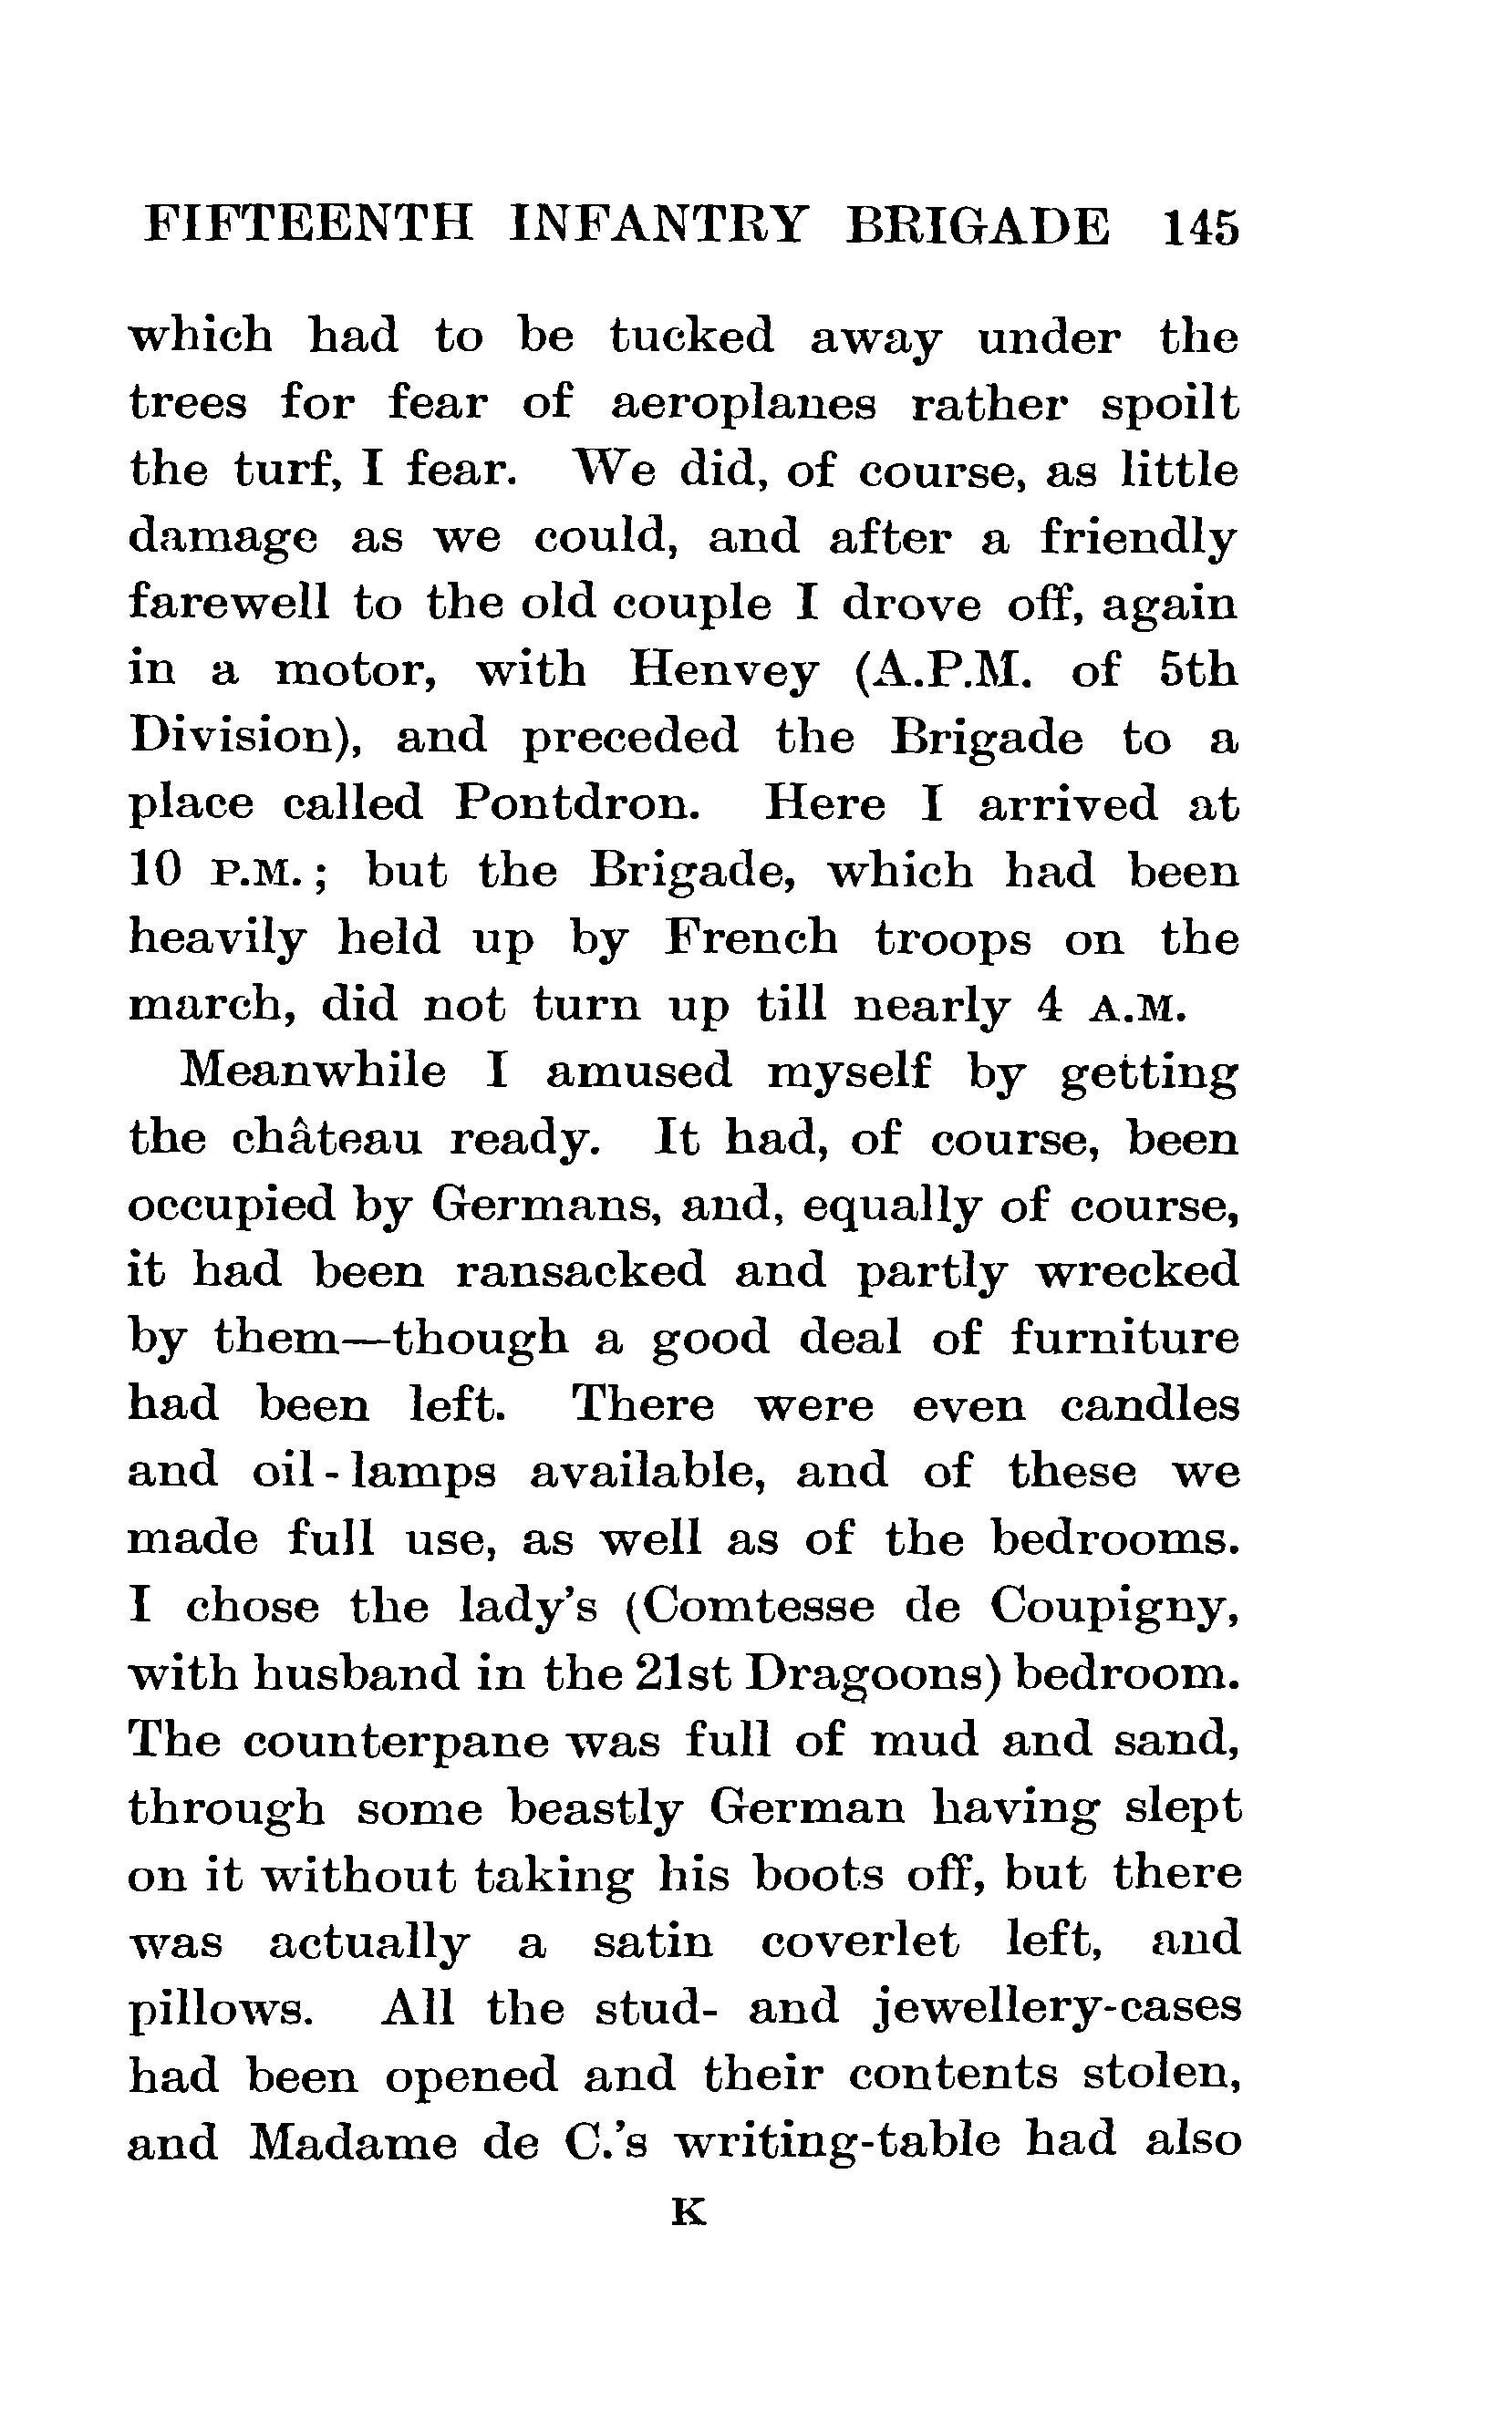 FIFTEENTH INFANTRY BRIGADE 145
which had to be tucked away under the
trees for fear of aeroplanes rather spoilt
the turf, I fear. We did, of course, as little
damage as we could, and after a friendly
farewell to the old couple I drove off, again
in a motor, with Henvey (A.P.M. of 5th
Division), and preceded the Brigade to a
place called Pontdron. Here I arrived at
10 P.M.; but the Brigade, which had been
heavily held up by French troops on the
march, did not turn up till nearly 4 A.M.
Meanwhile I amused myself by getting
the château ready. It had, of course, been
occupied by Germans, and, equally of course,
it had been ransacked and partly wrecked
by them—though a good deal of furniture
had been left. There were even candles
and oil-lamps available, and of these we
made full use, as well as of the bedrooms.
I chose the lady's (Comtesse de Coupigny,
with husband in the 21st Dragoons) bedroom.
The counterpane was full of mud and sand,
through some beastly German having slept
on it without taking his boots off, but there
was actually a satin coverlet left, and
pillows. All the stud- and jewellery-cases
had been opened and their contents stolen,
and Madame de C.'s writing-table had also
K